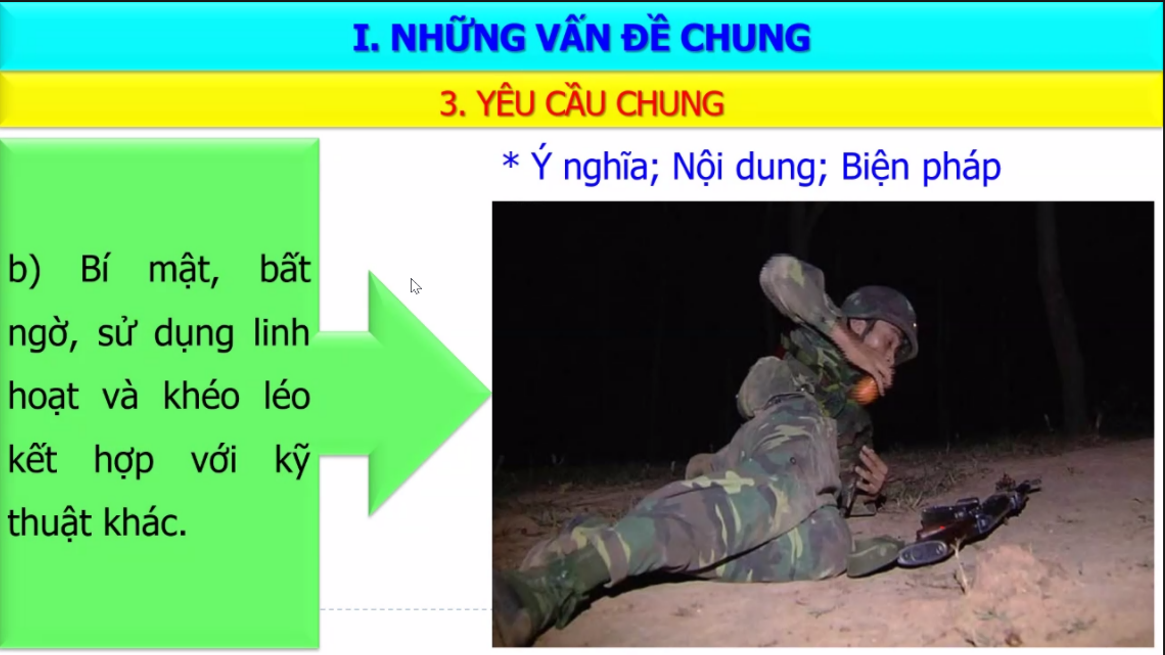 I. NHỮNG VẤN ĐỀ CHUNG
3. YÊU CẦU CHUNG
* Ý nghĩa; Nội dung; Biện pháp
b) Bí mật, bất
ngờ, sử dụng linh
hoạt và khéo léo
kết hợp với kỹ
thuật khác.